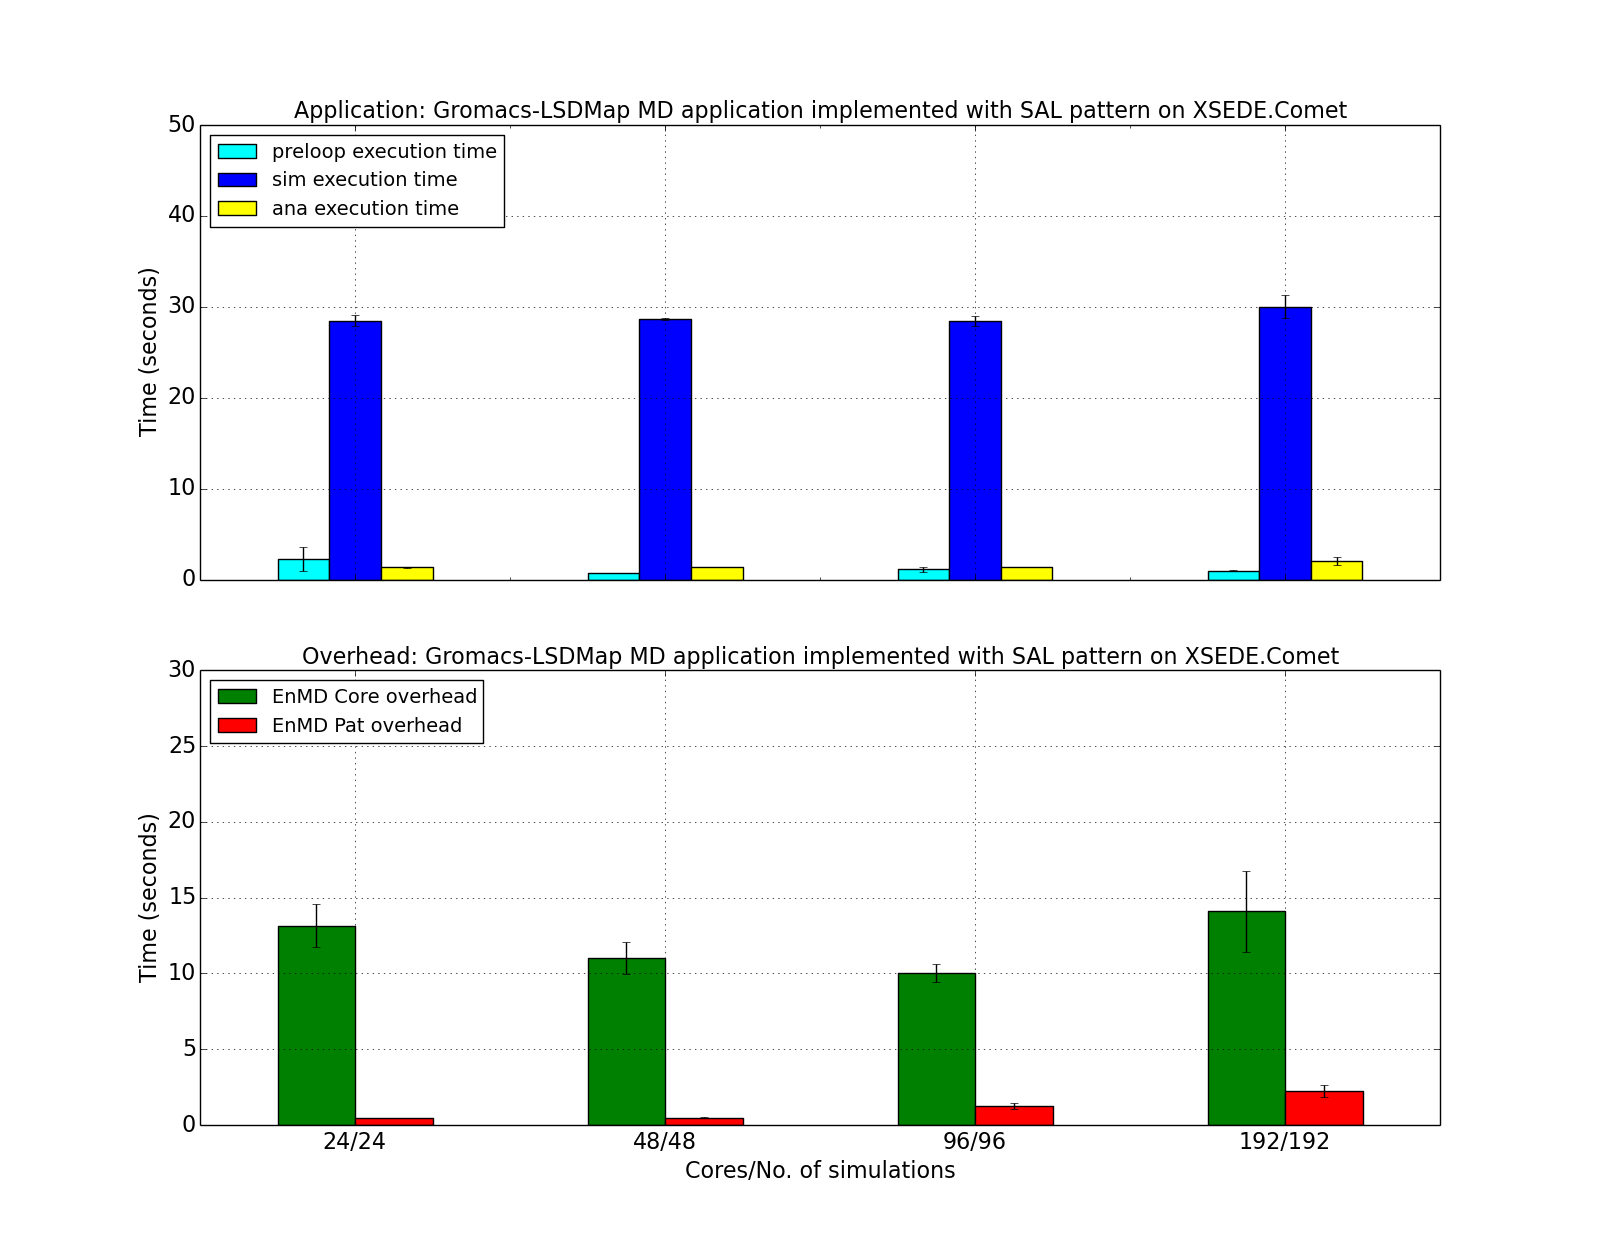 Application: Gromacs-LSDMap MD application implemented with SAL pattern on XSEDE.Comet
50
40
30
20
10
0
Time (seconds)
preloop execution time
sim execution time
ana execution time
Overhead: Gromacs-LSDMap MD application implemented with SAL pattern on XSEDE.Comet
30
25
20
15
10
5
0
Time (seconds)
EnMD Core overhead
EnMD Pat overhead
24/24 48/48 96/96 192/192
Cores/No. of simulations